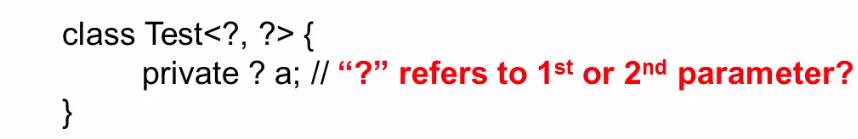 class Test<?, ?> {
private ? a; // “?” refers to 1st or 2nd parameter?
}